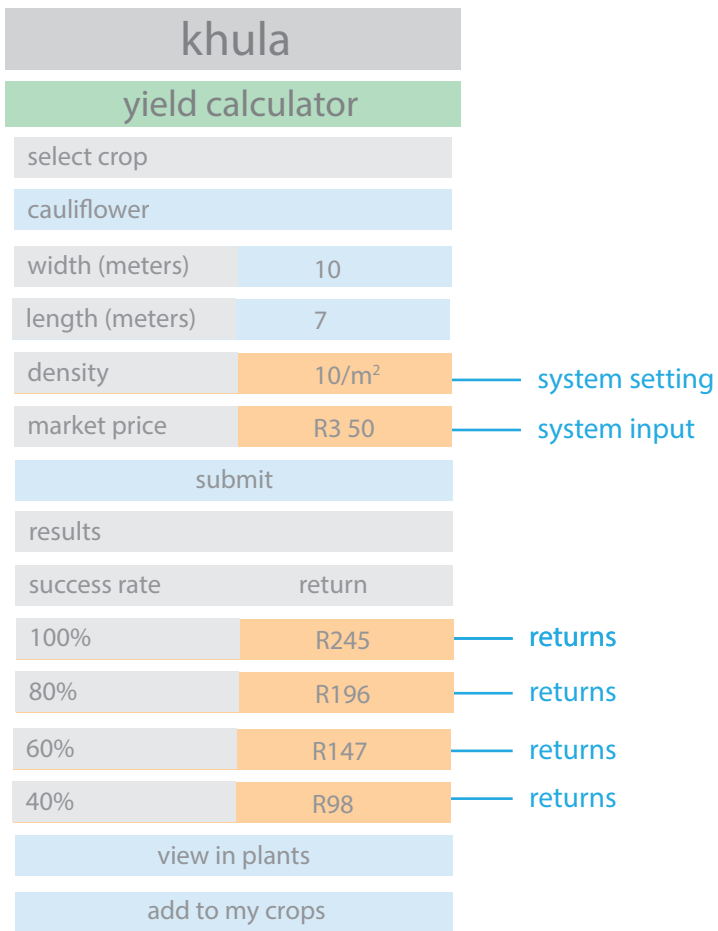 khula
yield calculator
select crop
cauliflower
width (meters) 10
length (meters) 7
density 10/m² system setting
market price R3 50 system input
submit
results
success rate return
100% R245 returns
80% R196 returns
60% R147 returns
40% R98 returns
view in plants
add to my crops